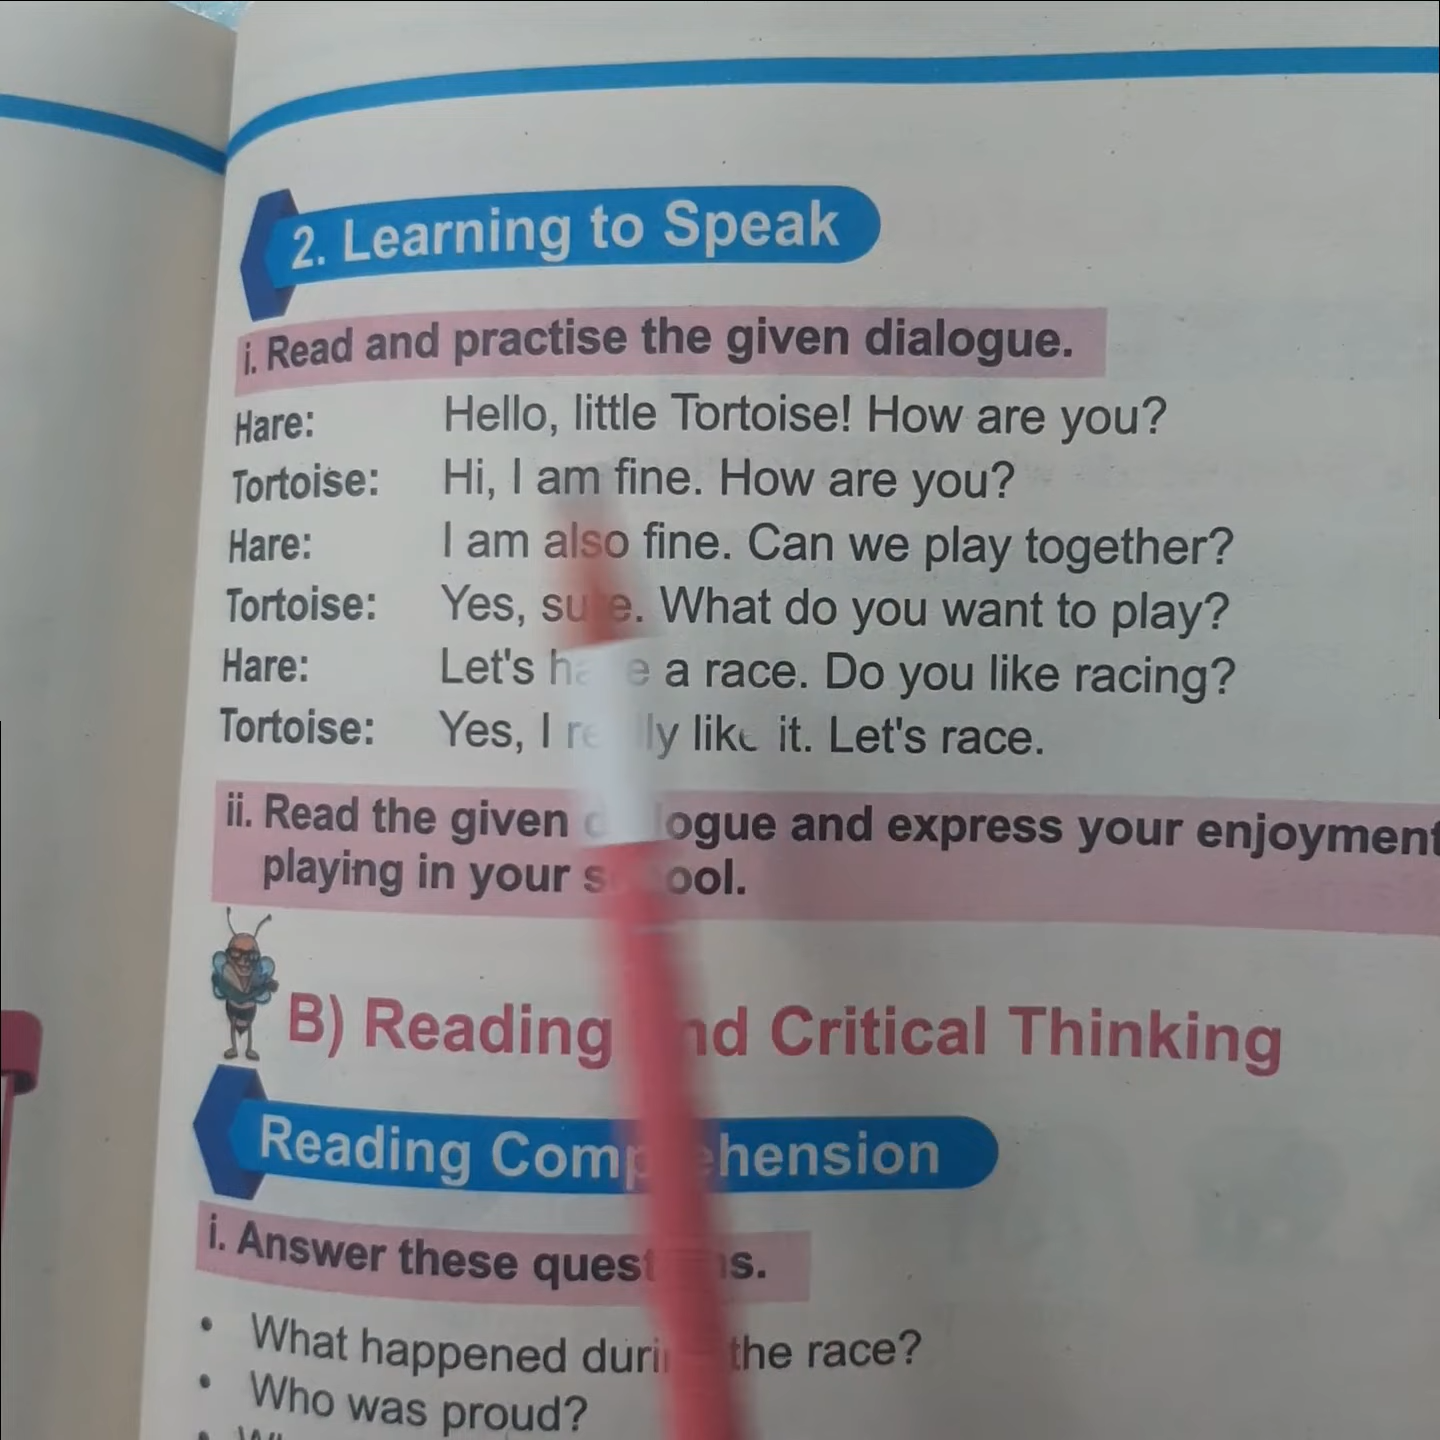 2. Learning to Speak
i. Read and practise the given dialogue.
Hare: Hello, little Tortoise! How are you?
Tortoise: Hi, I am fine. How are you?
Hare: I am also fine. Can we play together?
Tortoise: Yes, sure. What do you want to play?
Hare: Let's have a race. Do you like racing?
Tortoise: Yes, I really like it. Let's race.
ii. Read the given dialogue and express your enjoyment
playing in your school.
B) Reading and Critical Thinking
Reading Comprehension
i. Answer these questions.
• What happened during the race?
• Who was proud?